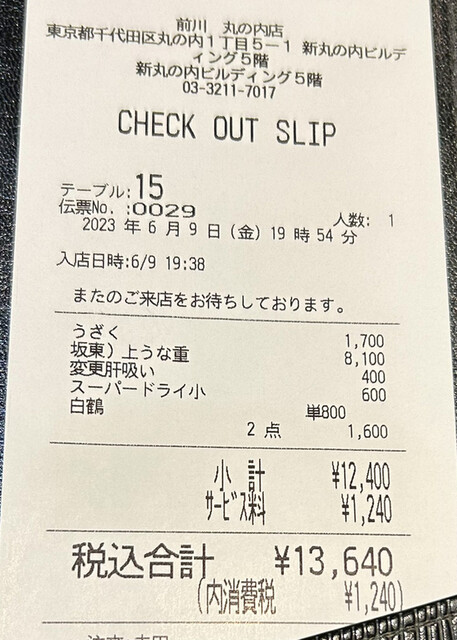 前川 丸の内店
東京都千代田区丸の内1丁目5−1 新丸の内ビルデ
ィング5階
新丸の内ビルディング5階
03-3211-7017
CHECK OUT SLIP
テーブル:15
伝票No. :0029
人数: 1
2023 年 6 月 9 日 (金) 19 時 54 分
入店日時:6/9 19:38
またのご来店をお待ちしております。
うざく 1,700
坂東)上うな重 8,100
変更肝吸い 400
スーパードライ小 600
白鶴 単800
2 点 1,600
小 計 ¥12,400
サービス料 ¥1,240
税込合計 ¥13,640
(内消費税 ¥1,240)